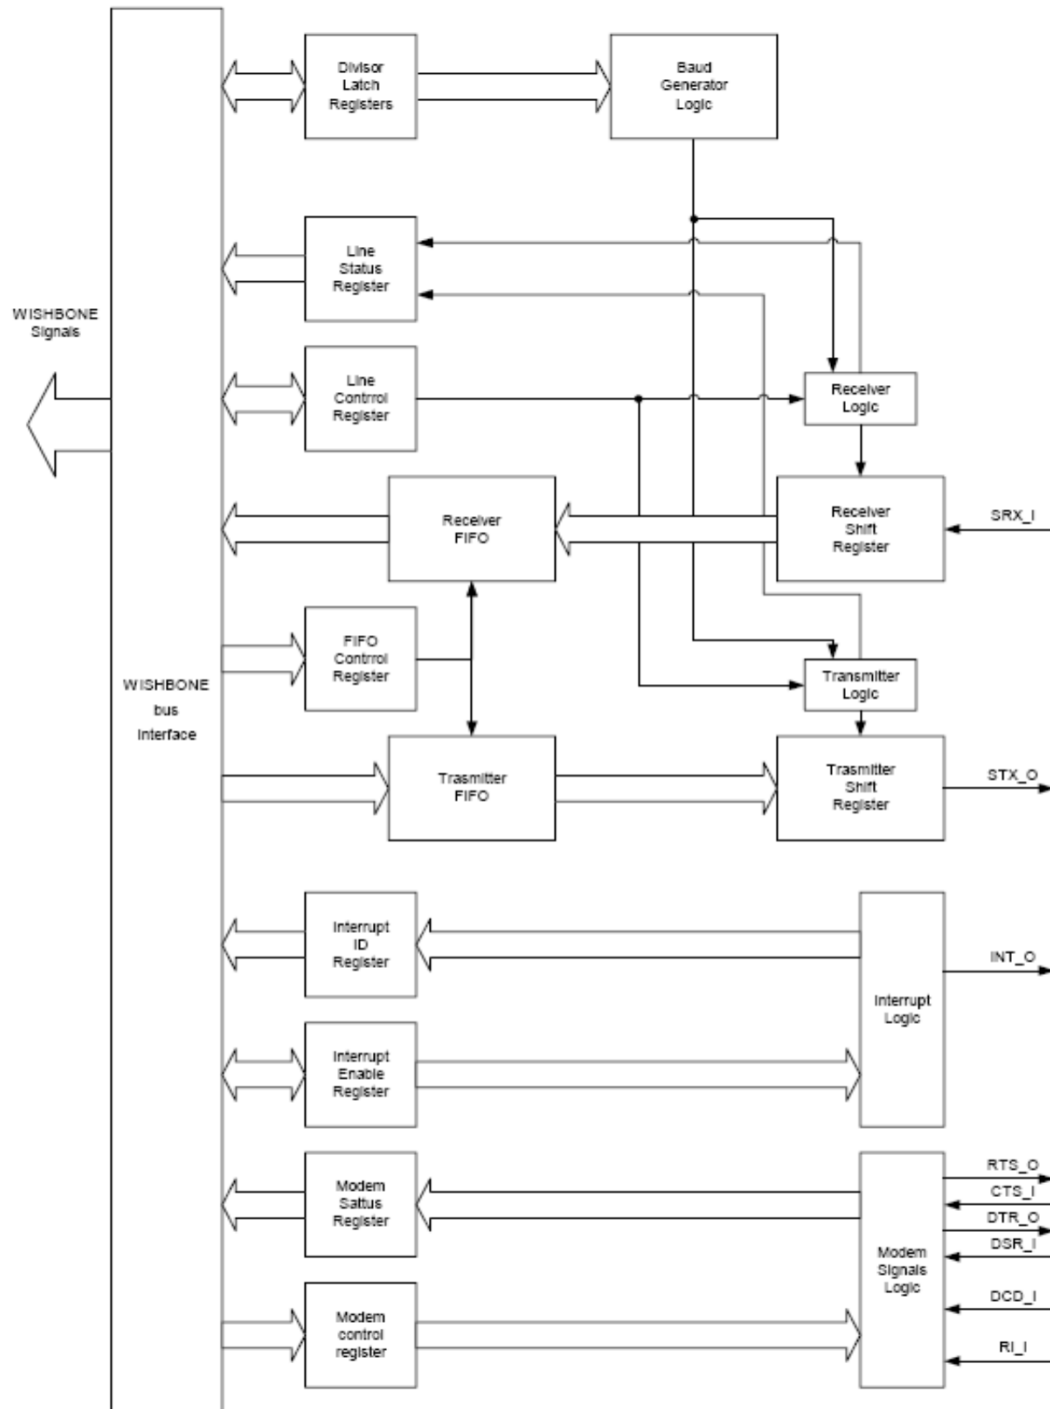 Divisor
Latch
Registers
Baud
Generator
Logic
Line
Status
Register
WISHBONE
Signals
Line
Contrrol
Register
Receiver
Logic
Receiver
FIFO
Receiver
Shift
Register
SRX_I
FIFO
Contrrol
Register
WISHBONE
bus
Interface
Transmitter
Logic
Trasmitter
FIFO
Trasmitter
Shift
Register
STX_O
Interrupt
ID
Register
INT_O
Interrupt
Logic
Interrupt
Enable
Register
Modem
Sattus
Register
RTS_O
CTS_I
DTR_O
DSR_I
Modem
Signals
Logic
DCD_I
RI_I
Modem
control
register